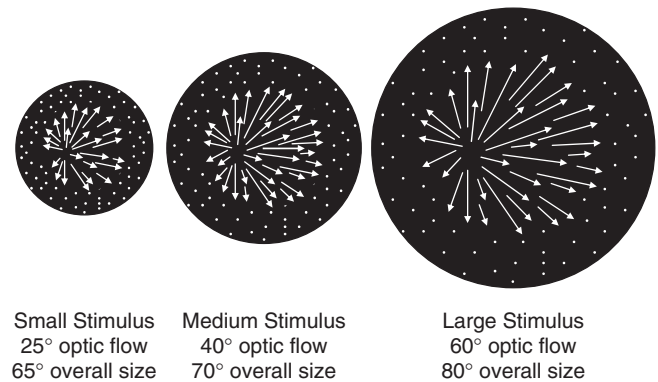 Small Stimulus
25° optic flow
65° overall size
Medium Stimulus
40° optic flow
70° overall size
Large Stimulus
60° optic flow
80° overall size